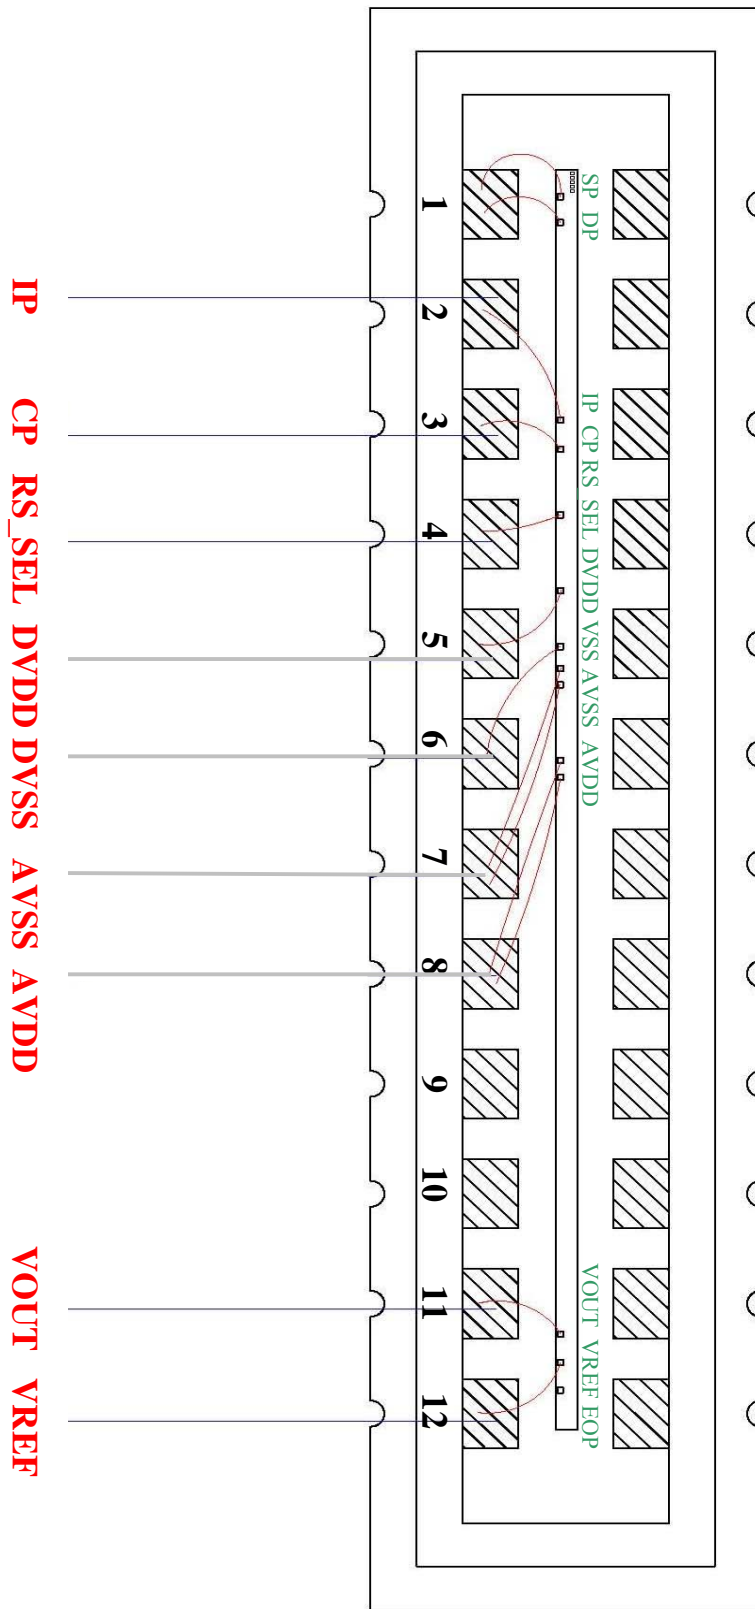 SP DP IP CP RS SEL DVDD VSS AVSS AVDD VOUT VREF EOP
1 2 3 4 5 6 7 8 9 10 11 12
IP CP RS_SEL DVDD DVSS AVSS AVDD VOUT VREF